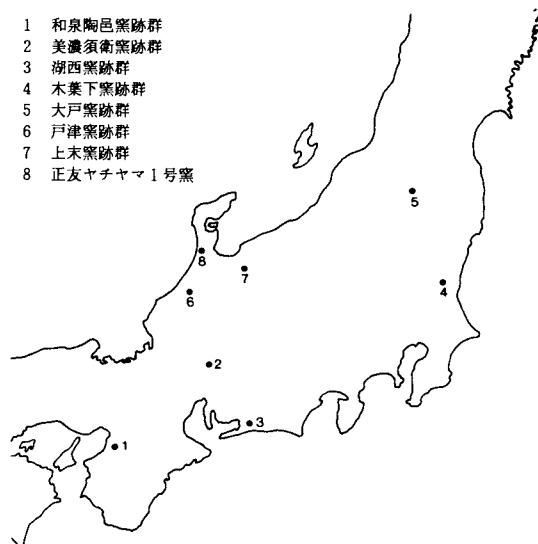 1 和泉陶邑窯跡群
2 美濃須衛窯跡群
3 湖西窯跡群
4 木葉下窯跡群
5 大戸窯跡群
6 戸津窯跡群
7 上末窯跡群
8 正友ヤチヤマ1号窯
5
8
7
4
6
2
3
1